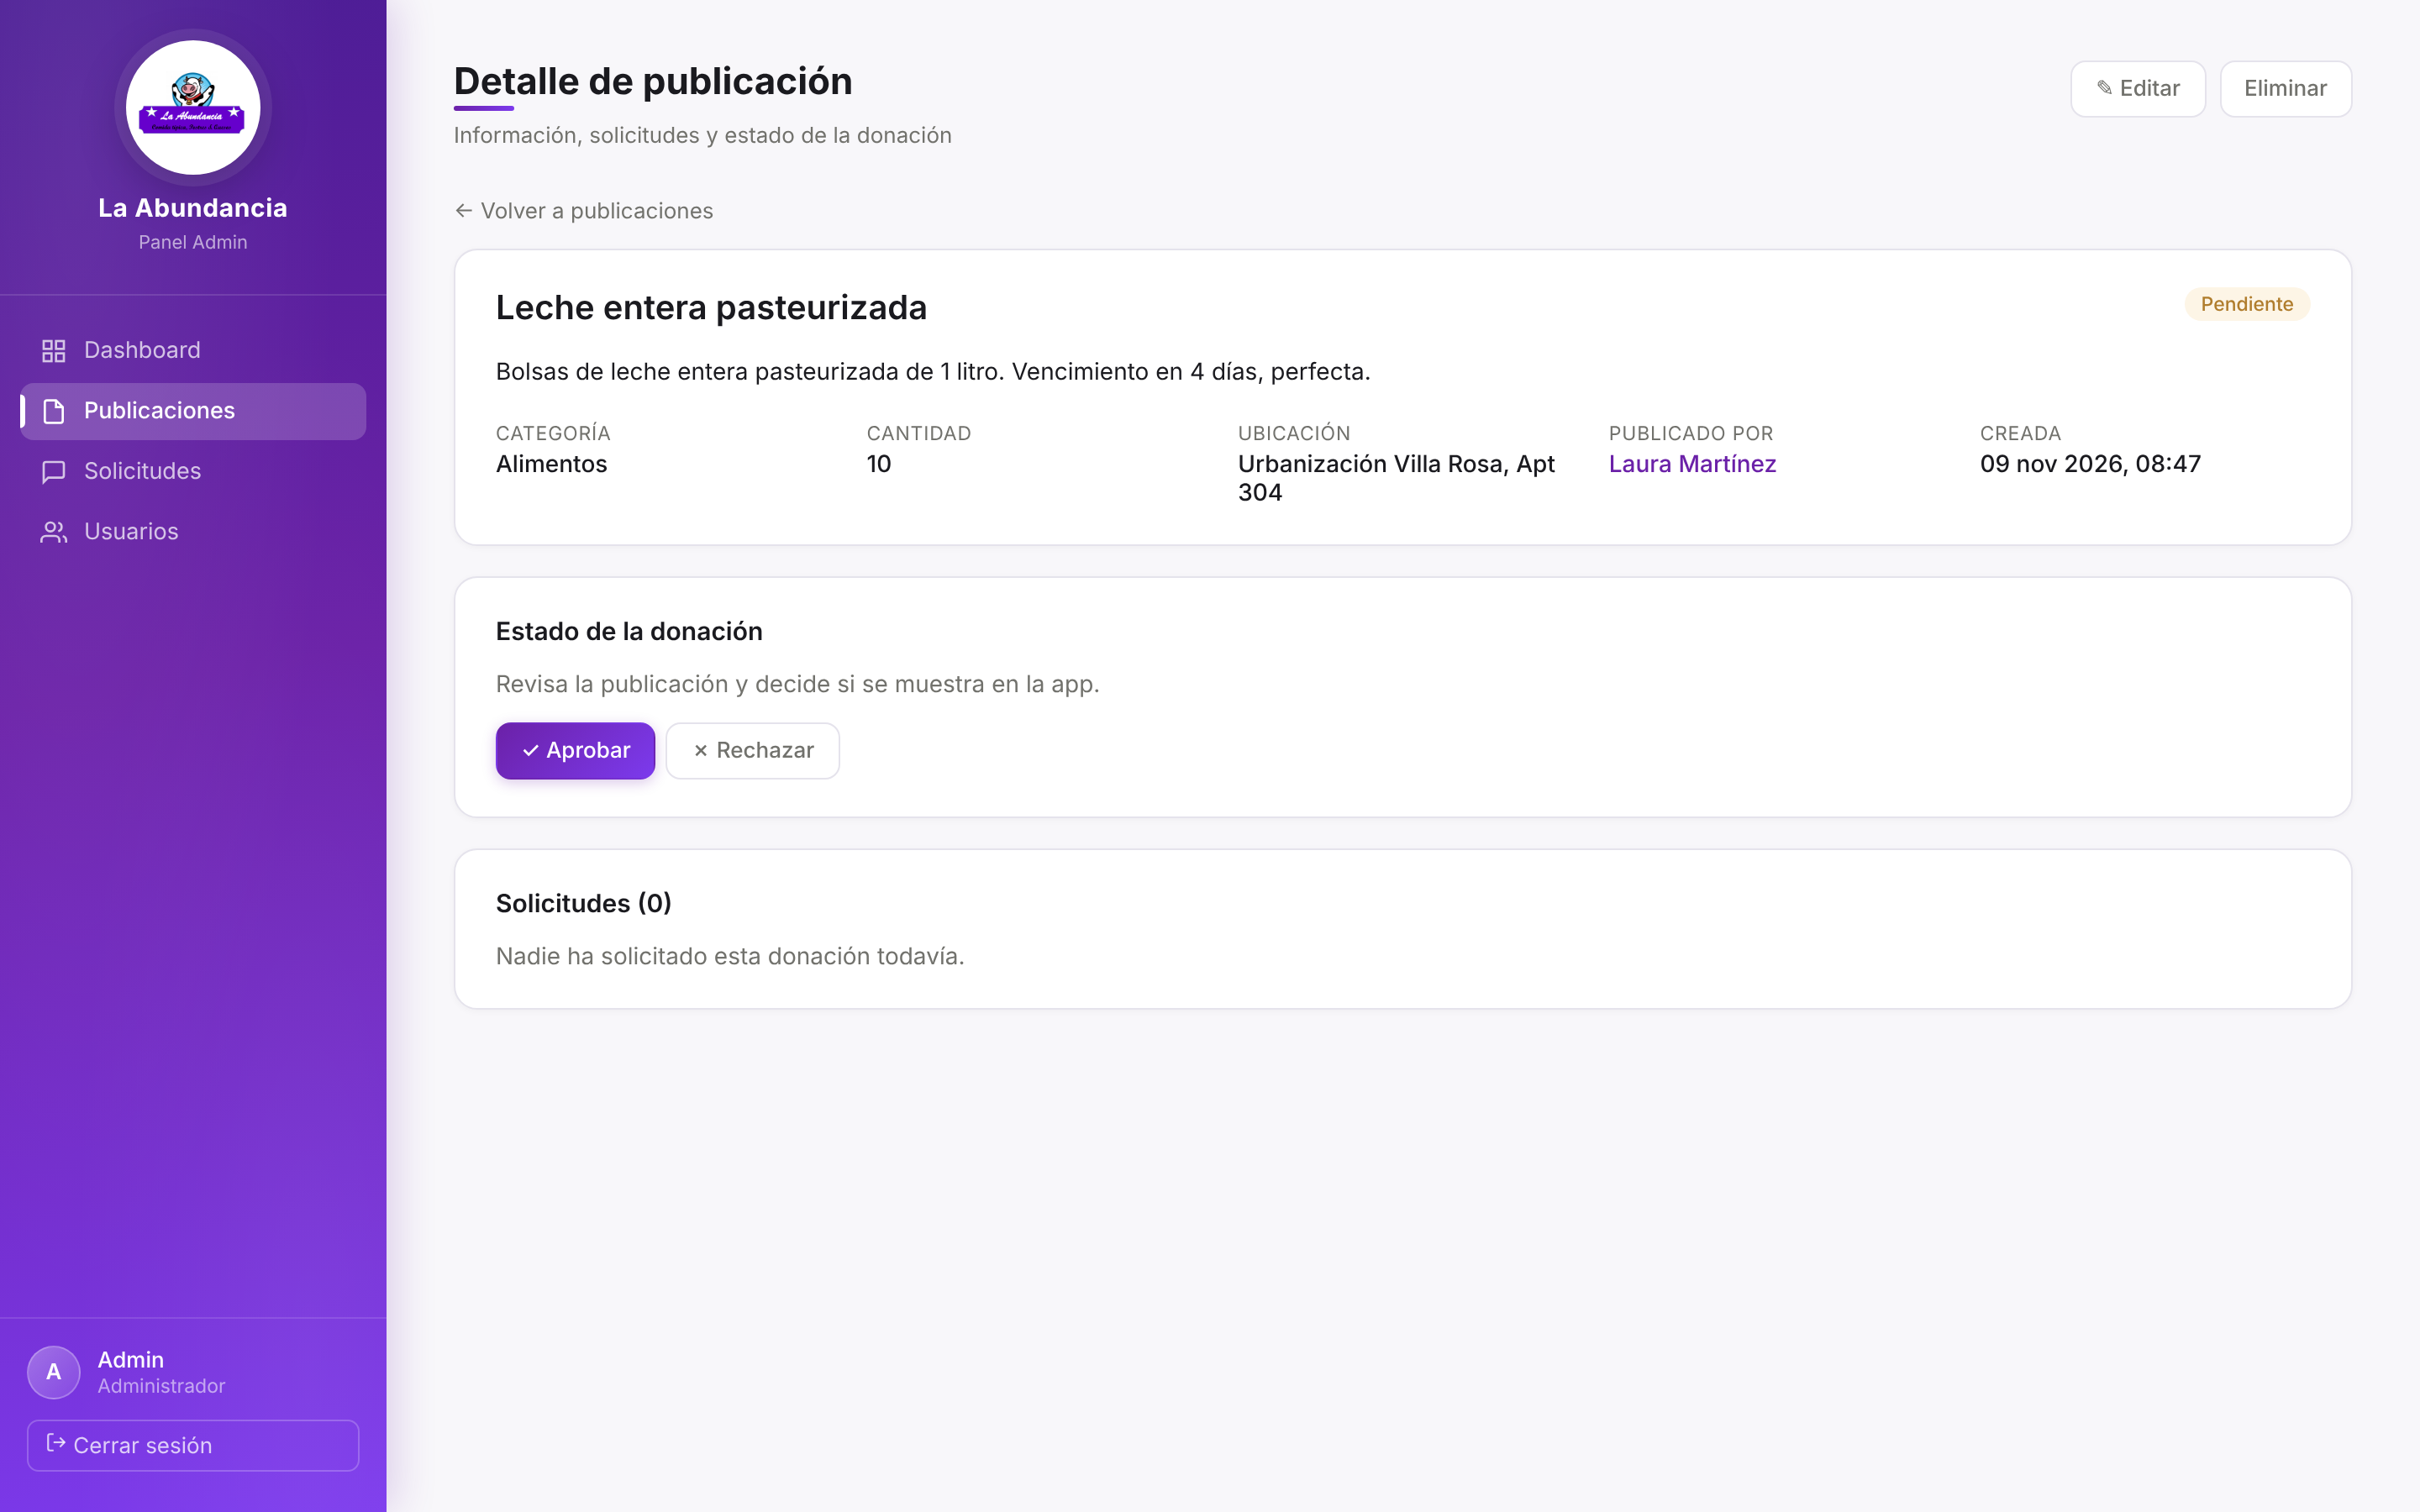 La Abundancia
La Abundancia
Panel Admin
Dashboard
Publicaciones
Solicitudes
Usuarios
A
Admin
Administrador
Cerrar sesión
Detalle de publicación
Información, solicitudes y estado de la donación
✎ Editar
Eliminar
← Volver a publicaciones
Leche entera pasteurizada
Pendiente
Bolsas de leche entera pasteurizada de 1 litro. Vencimiento en 4 días, perfecta.
CATEGORÍA
Alimentos
CANTIDAD
10
UBICACIÓN
Urbanización Villa Rosa, Apt
304
PUBLICADO POR
Laura Martínez
CREADA
09 nov 2026, 08:47
Estado de la donación
Revisa la publicación y decide si se muestra en la app.
✓ Aprobar
× Rechazar
Solicitudes (0)
Nadie ha solicitado esta donación todavía.